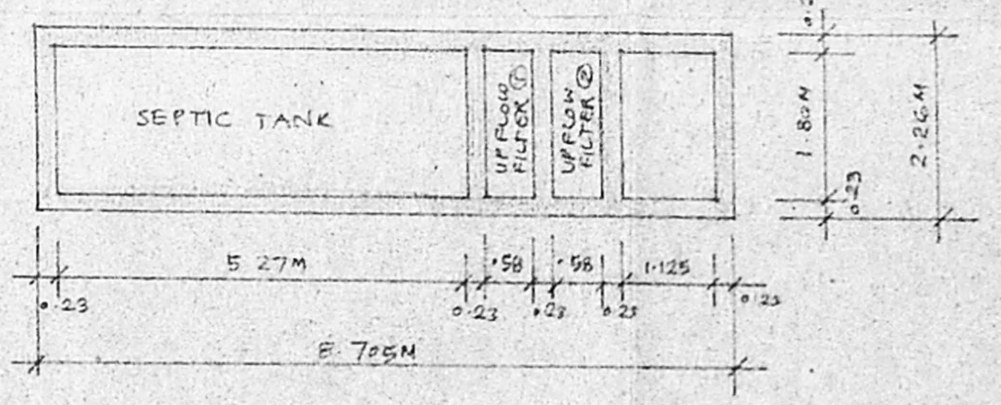 SEPTIC TANK
UPFLOW
FILTER ①
UPFLOW
FILTER ②
1.80M
2.26M
0.23
5.27M
.58
.58
1.125
0.23
0.23
0.23
0.23
0.23
8.705M